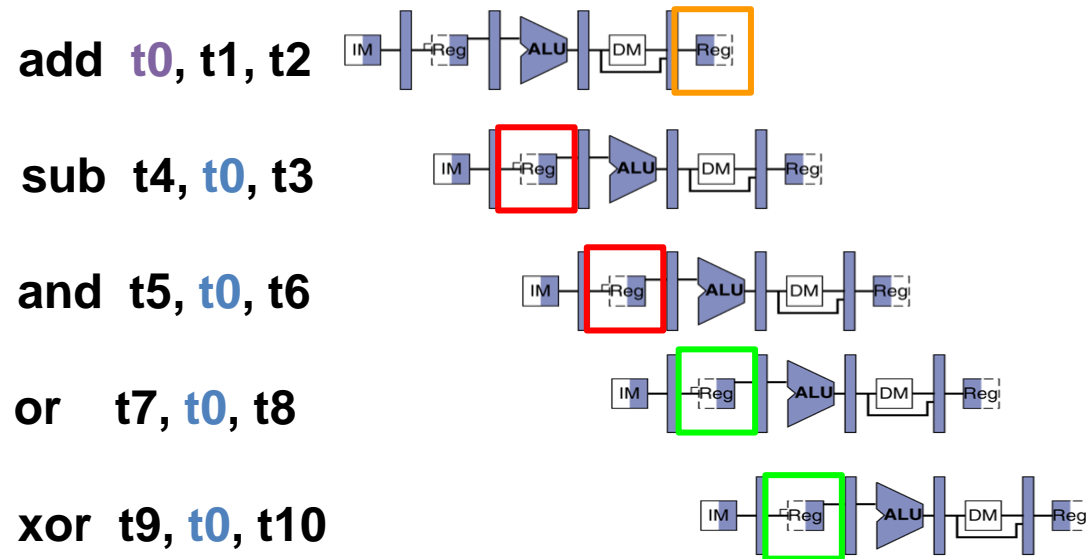 add t0, t1, t2 IM Reg ALU DM Reg
sub t4, t0, t3 IM Reg ALU DM Reg
and t5, t0, t6 IM Reg ALU DM Reg
or t7, t0, t8 IM Reg ALU DM Reg
xor t9, t0, t10 IM Reg ALU DM Reg